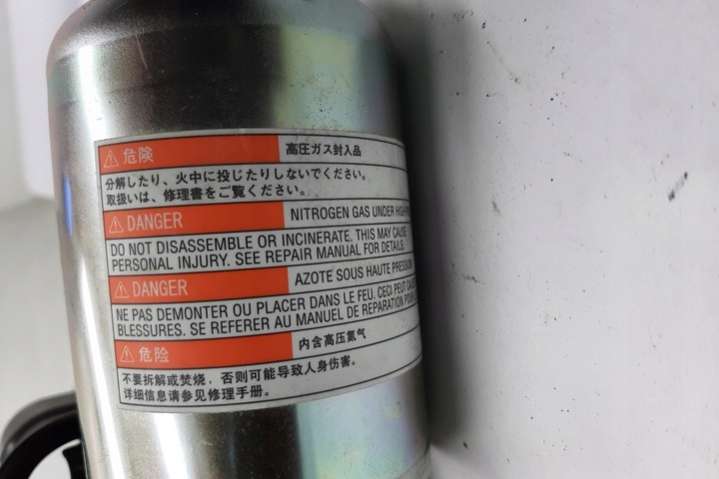 ⚠危険 高圧ガス封入品
分解したり、火中に投じたりしないでください。
取扱いは、修理書をご覧ください。
⚠DANGER NITROGEN GAS UNDER
DO NOT DISASSEMBLE OR INCINERATE. THIS MAY CAUSE
PERSONAL INJURY. SEE REPAIR MANUAL FOR DETAILS.
⚠DANGER AZOTE SOUS HAUTE PRESSION
NE PAS DEMONTER OU PLACER DANS LE FEU. CECI PEUT
BLESSURES. SE REFERER AU MANUEL DE REPARATION
⚠危险 内含高压氮气
不要拆解或焚烧，否则可能导致人身伤害。
详细信息请参见修理手册。